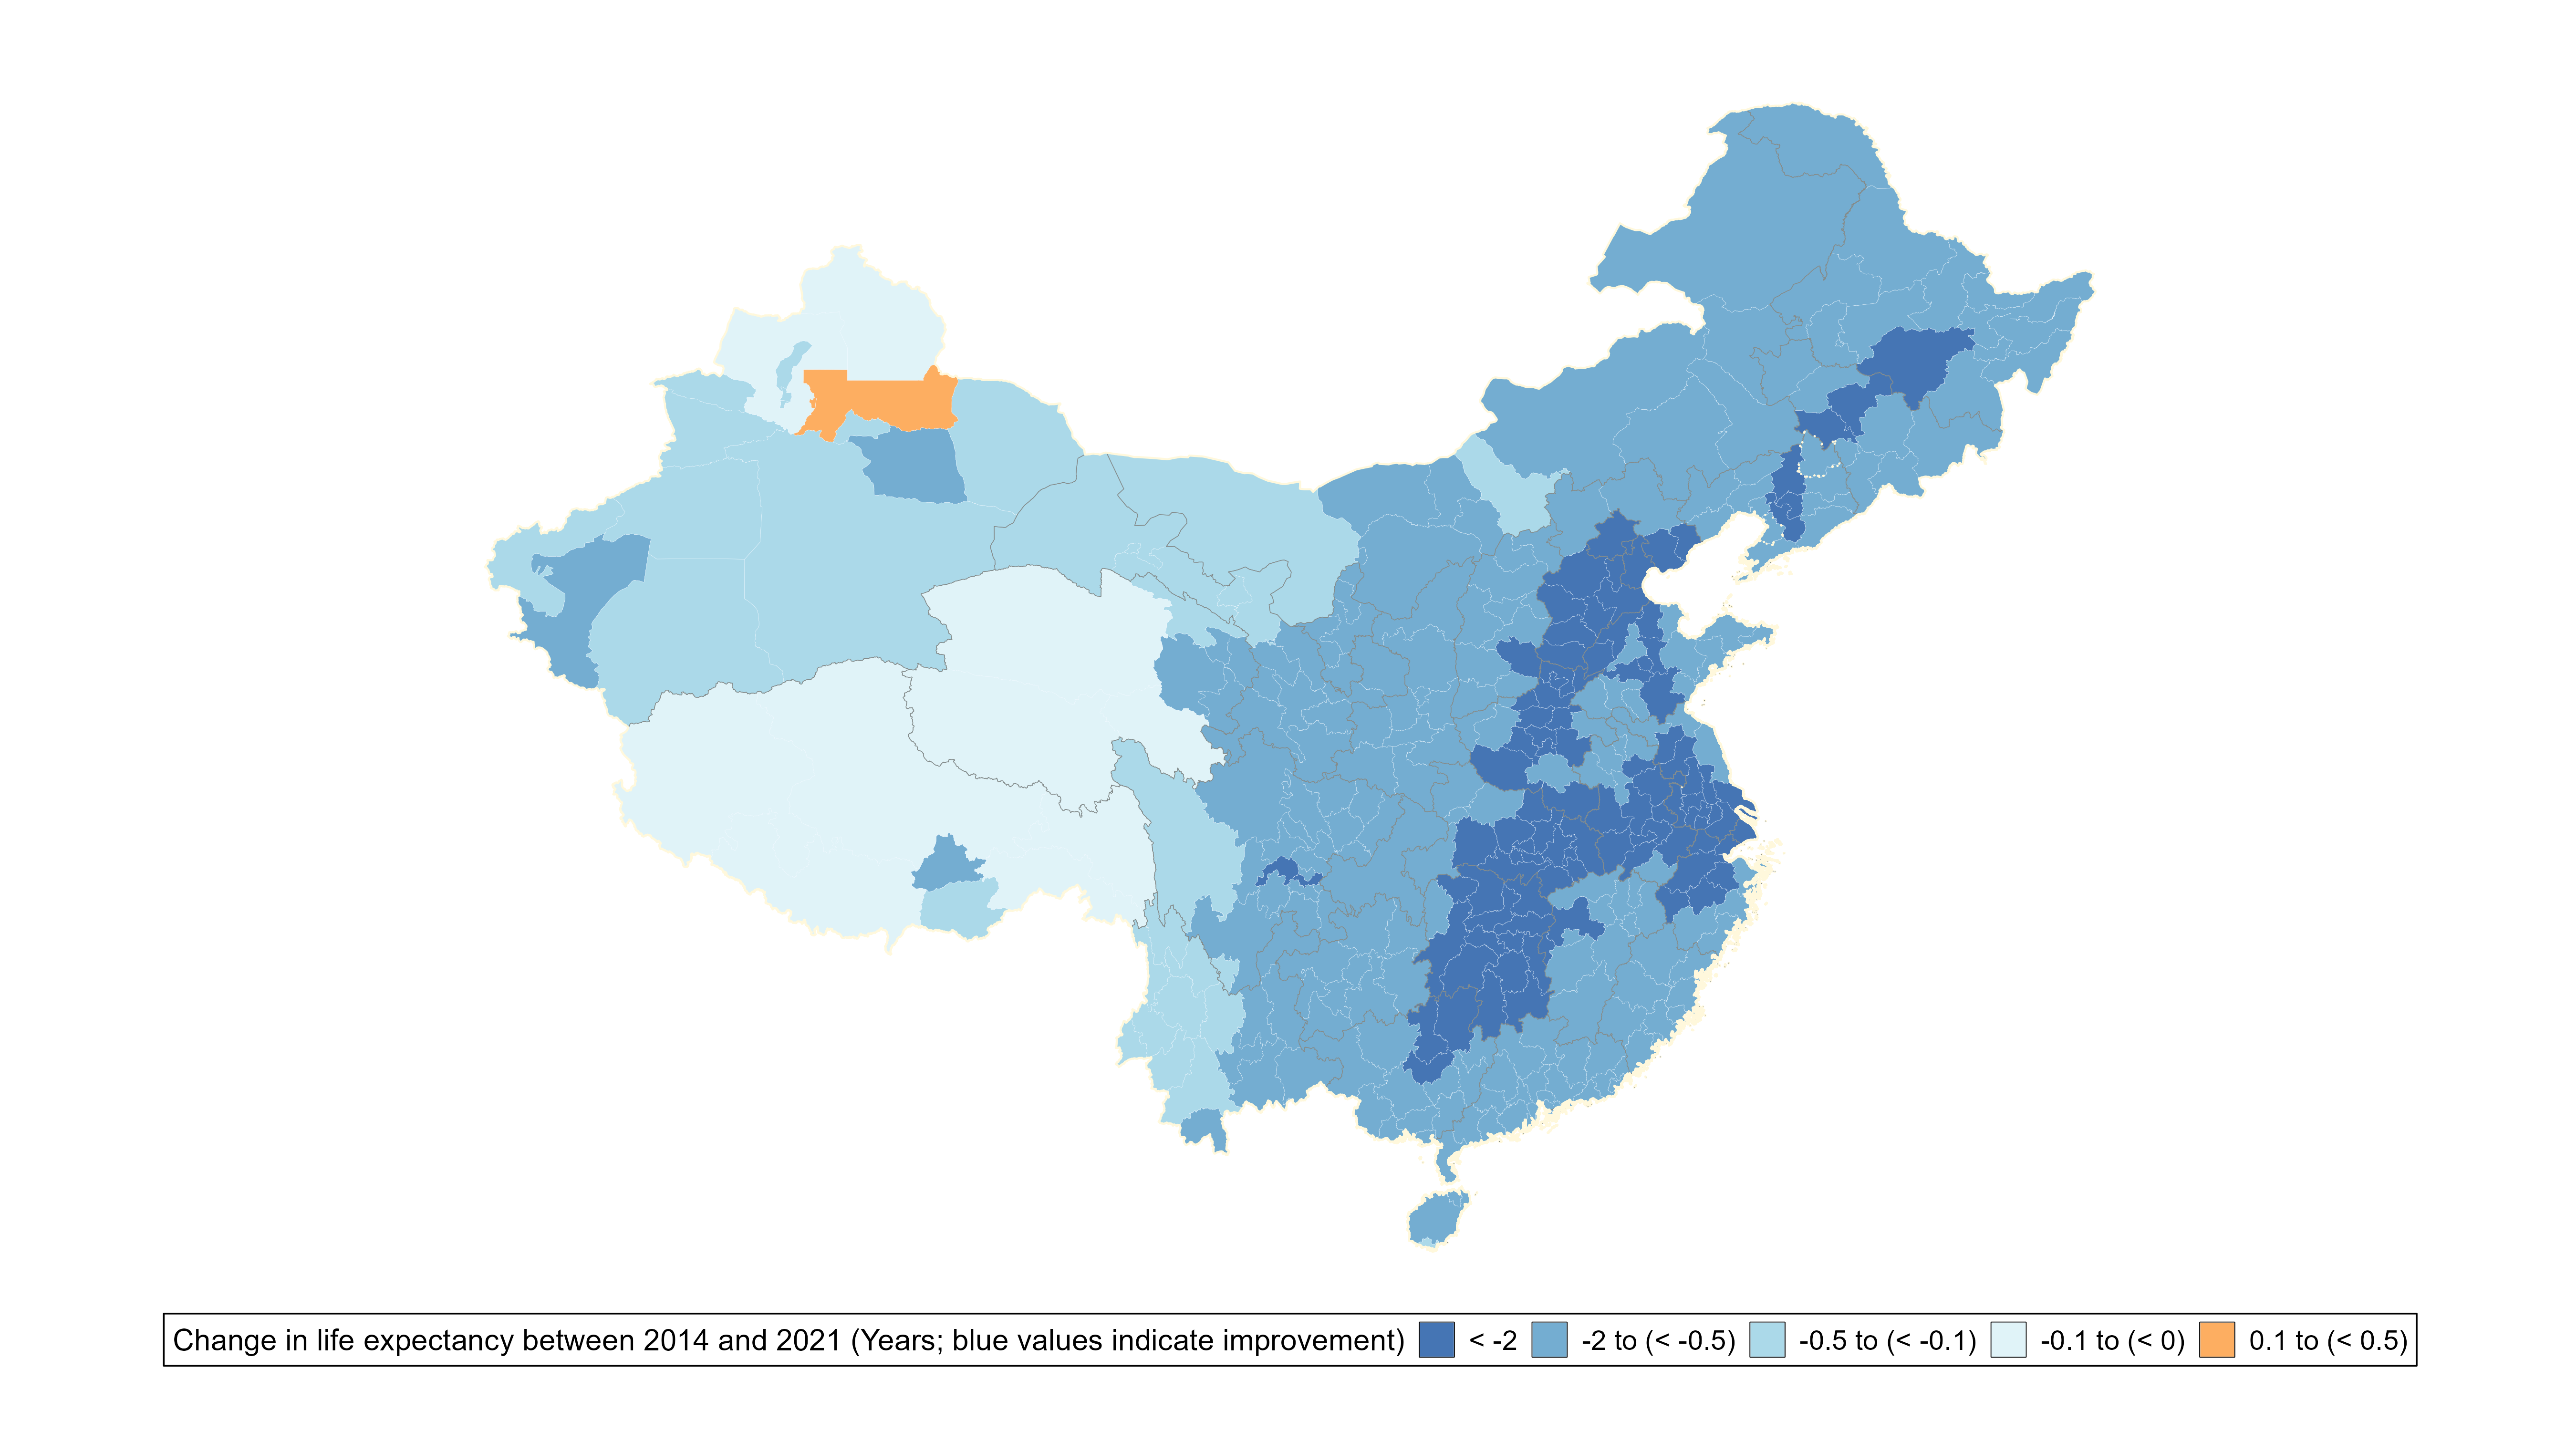 Change in life expectancy between 2014 and 2021 (Years; blue values indicate improvement) < -2 -2 to (< -0.5) -0.5 to (< -0.1) -0.1 to (< 0) 0.1 to (< 0.5)